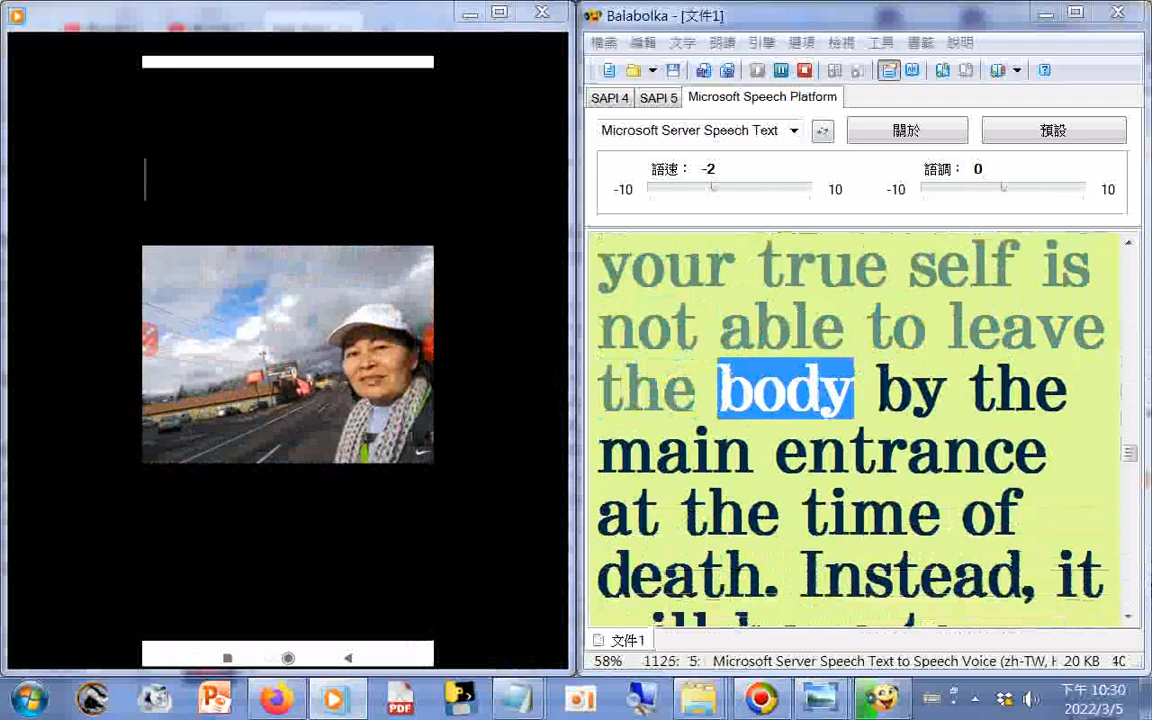 Balabolka - [文件1]
檔案 編輯 文字 朗讀 引擎 選項 檢視 工具 書籤 說明
SAPI 4 SAPI 5 Microsoft Speech Platform
Microsoft Server Speech Text 關於 預設
語速： -2 語調： 0
-10 10 -10 10
your true self is
not able to leave
the body by the
main entrance
at the time of
death. Instead, it
文件1
58% 1125: 5: Microsoft Server Speech Text to Speech Voice (zh-TW, H 20 KB
下午 10:30
2022/3/5